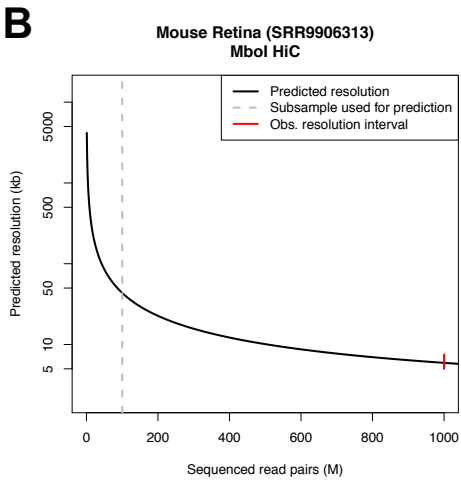 B
Mouse Retina (SRR9906313)
MboI HiC
Predicted resolution
Subsample used for prediction
Obs. resolution interval
Predicted resolution (kb)
5000
500
50
10
5
0
200
400
600
800
1000
Sequenced read pairs (M)